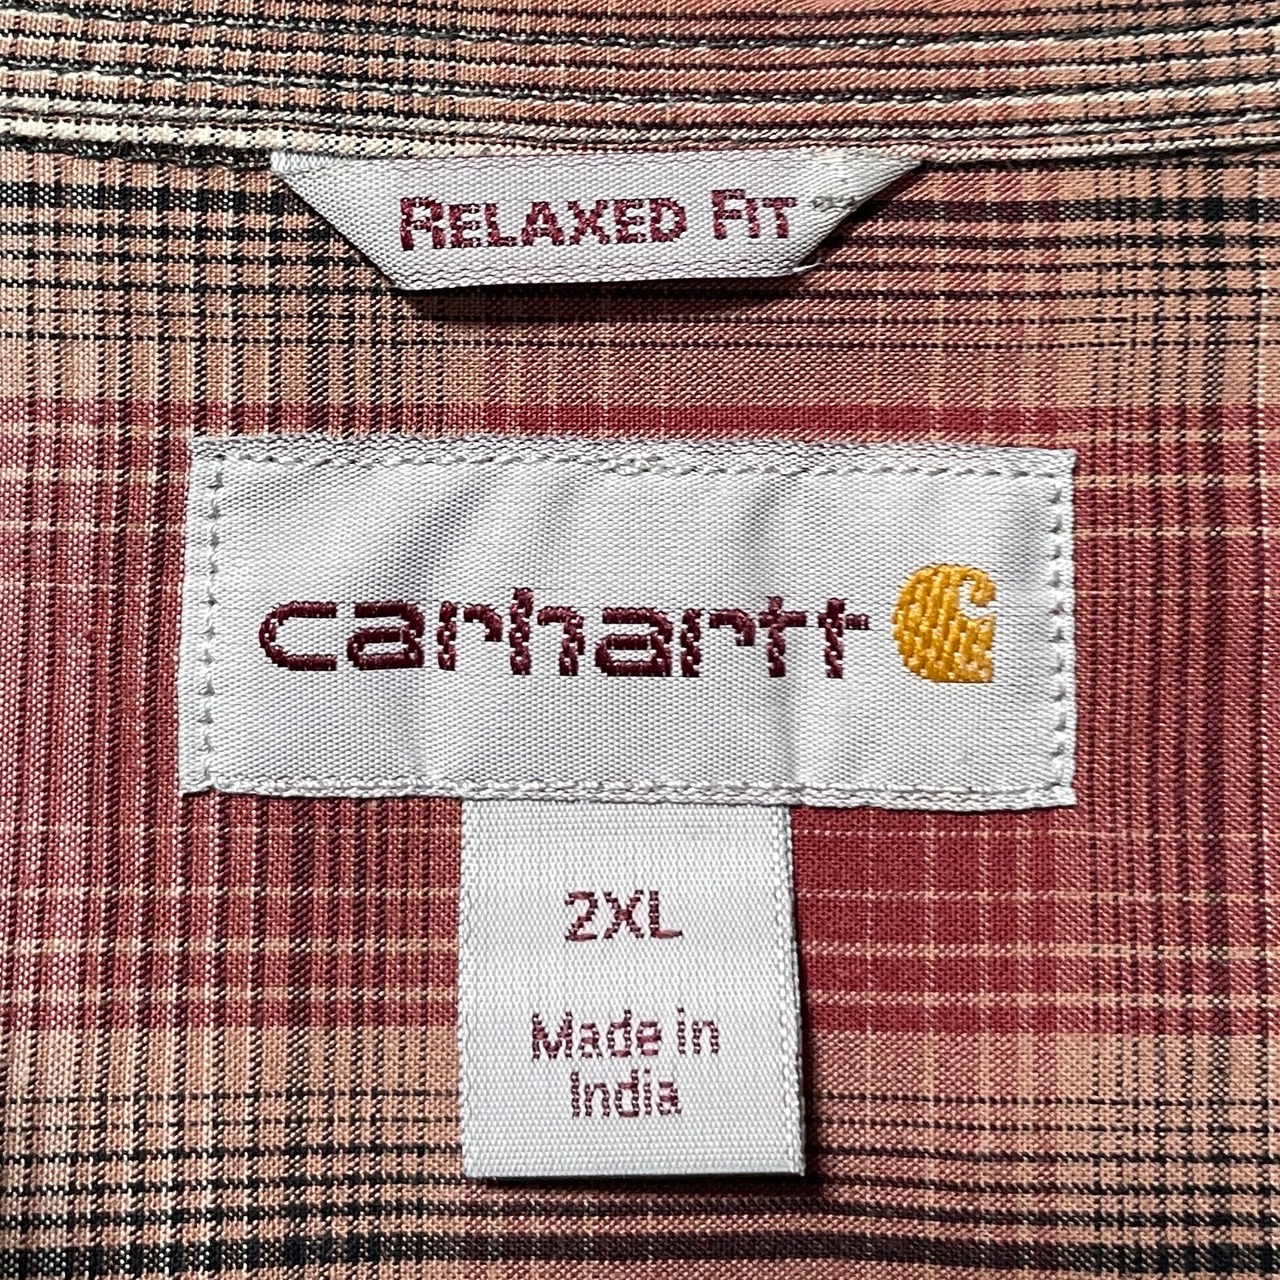 RELAXED FIT
carhartt
2XL
Made in
India